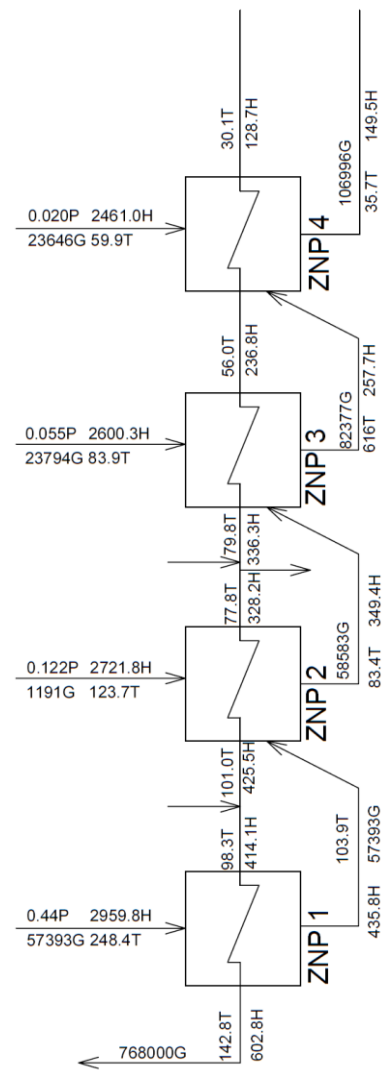 30.1T
128.7H
106996G
149.5H
35.7T
0.020P 2461.0H
23646G 59.9T
ZNP 4
56.0T
236.8H
82377G
257.7H
616T
0.055P 2600.3H
23794G 83.9T
ZNP 3
79.8T
336.3H
77.8T
328.2H
58583G
349.4H
83.4T
0.122P 2721.8H
1191G 123.7T
ZNP 2
101.0T
425.5H
98.3T
414.1H
103.9T
57393G
435.8H
0.44P 2959.8H
57393G 248.4T
ZNP 1
142.8T
602.8H
768000G